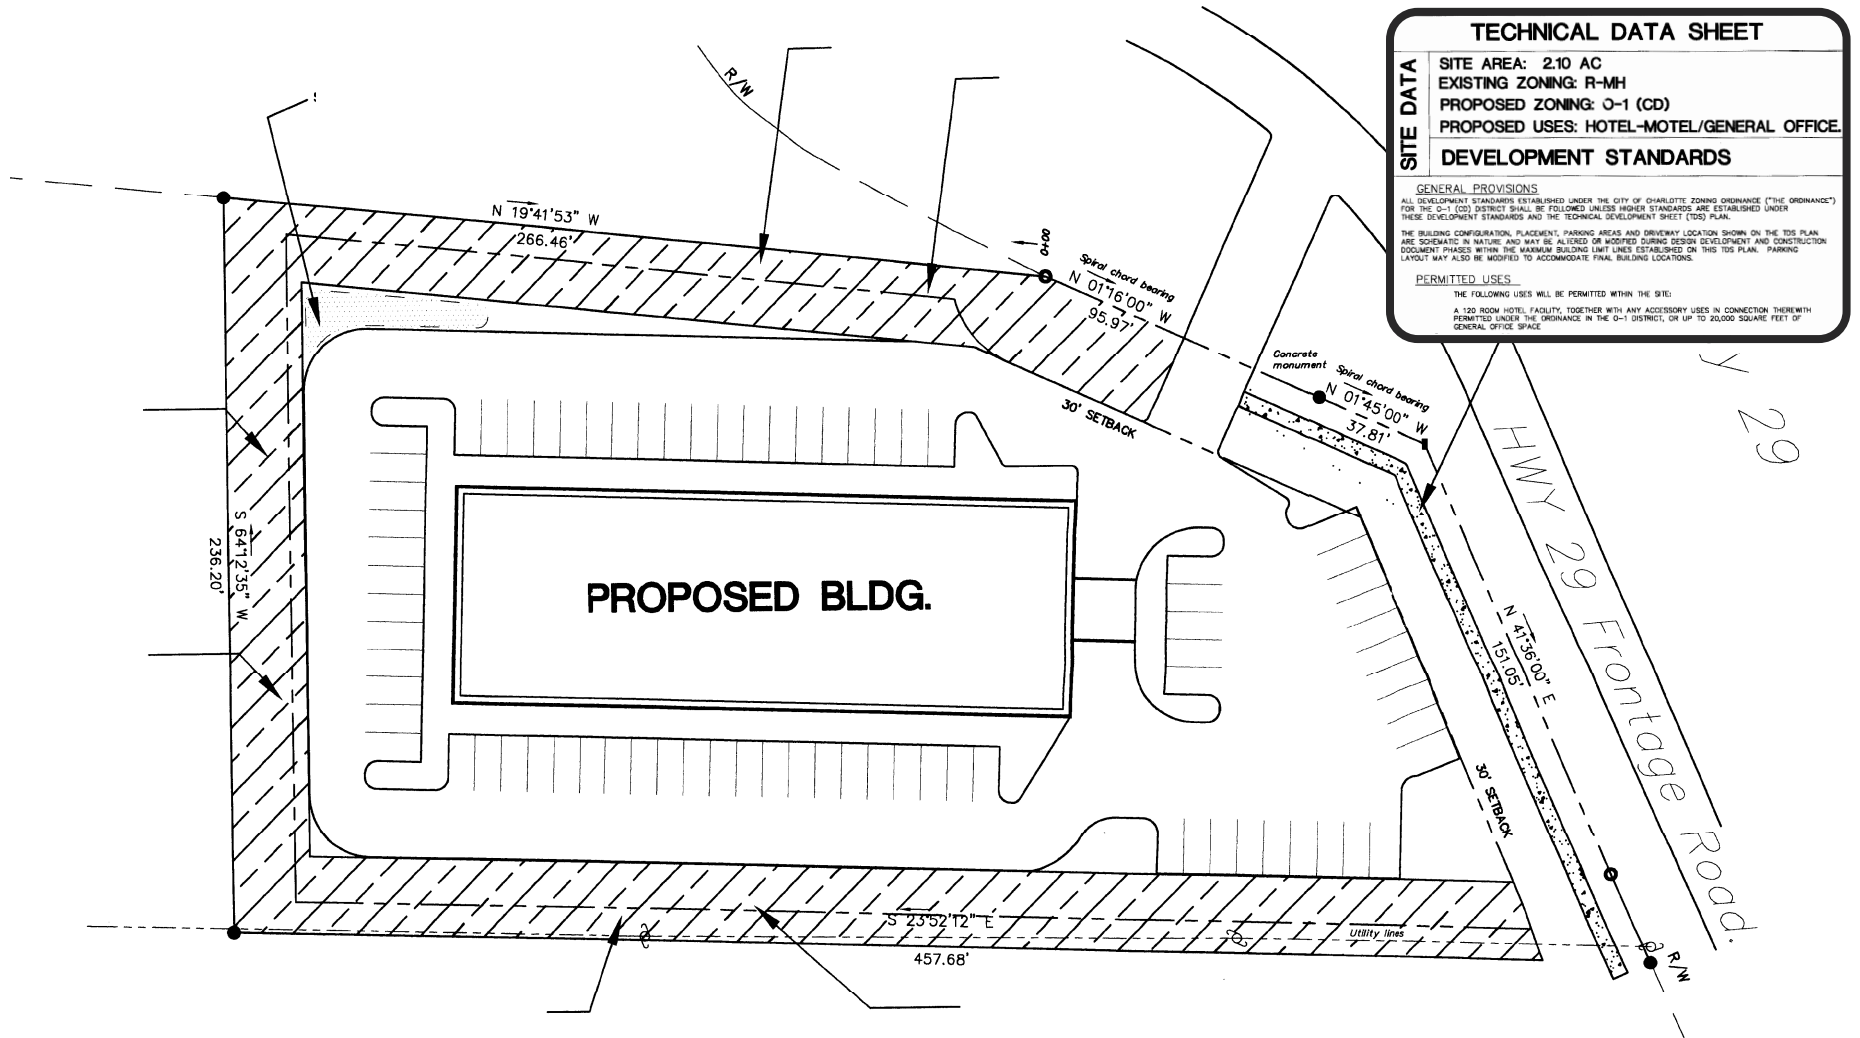 TECHNICAL DATA SHEET
SITE DATA
SITE AREA: 2.10 AC
EXISTING ZONING: R-MH
PROPOSED ZONING: O-1 (CD)
PROPOSED USES: HOTEL-MOTEL/GENERAL OFFICE.
DEVELOPMENT STANDARDS
GENERAL PROVISIONS
ALL DEVELOPMENT STANDARDS ESTABLISHED UNDER THE CITY OF CHARLOTTE ZONING ORDINANCE ("THE ORDINANCE")
FOR THE O-1 (CD) DISTRICT SHALL BE FOLLOWED UNLESS HIGHER STANDARDS ARE ESTABLISHED UNDER
THESE DEVELOPMENT STANDARDS AND THE TECHNICAL DEVELOPMENT SHEET (TDS) PLAN.
THE BUILDING CONFIGURATION, PLACEMENT, PARKING AREAS AND DRIVEWAY LOCATION SHOWN ON THE TDS PLAN
ARE SCHEMATIC IN NATURE AND MAY BE ALTERED OR MODIFIED DURING DESIGN DEVELOPMENT AND CONSTRUCTION
DOCUMENT PHASES WITHIN THE MAXIMUM BUILDING LIMIT LINES ESTABLISHED ON THIS TDS PLAN. PARKING
LAYOUT MAY ALSO BE MODIFIED TO ACCOMMODATE FINAL BUILDING LOCATIONS.
PERMITTED USES
THE FOLLOWING USES WILL BE PERMITTED WITHIN THE SITE:
A 120 ROOM HOTEL FACILITY, TOGETHER WITH ANY ACCESSORY USES IN CONNECTION THEREWITH
PERMITTED UNDER THE ORDINANCE IN THE O-1 DISTRICT, OR UP TO 20,000 SQUARE FEET OF
GENERAL OFFICE SPACE
R/W
N 19°41'53" W
266.46'
0+00
Spiral chord bearing
N 01°16'00" W
95.97'
Concrete
monument
Spiral chord bearing
N 01°45'00" W
37.81'
30' SETBACK
y 29
HWY 29 Frontage Road.
S 64°12'35" W
236.20'
PROPOSED BLDG.
N 41°36'00" E
151.05'
30' SETBACK
S 23°52'12" E
457.68'
Utility lines
R/W